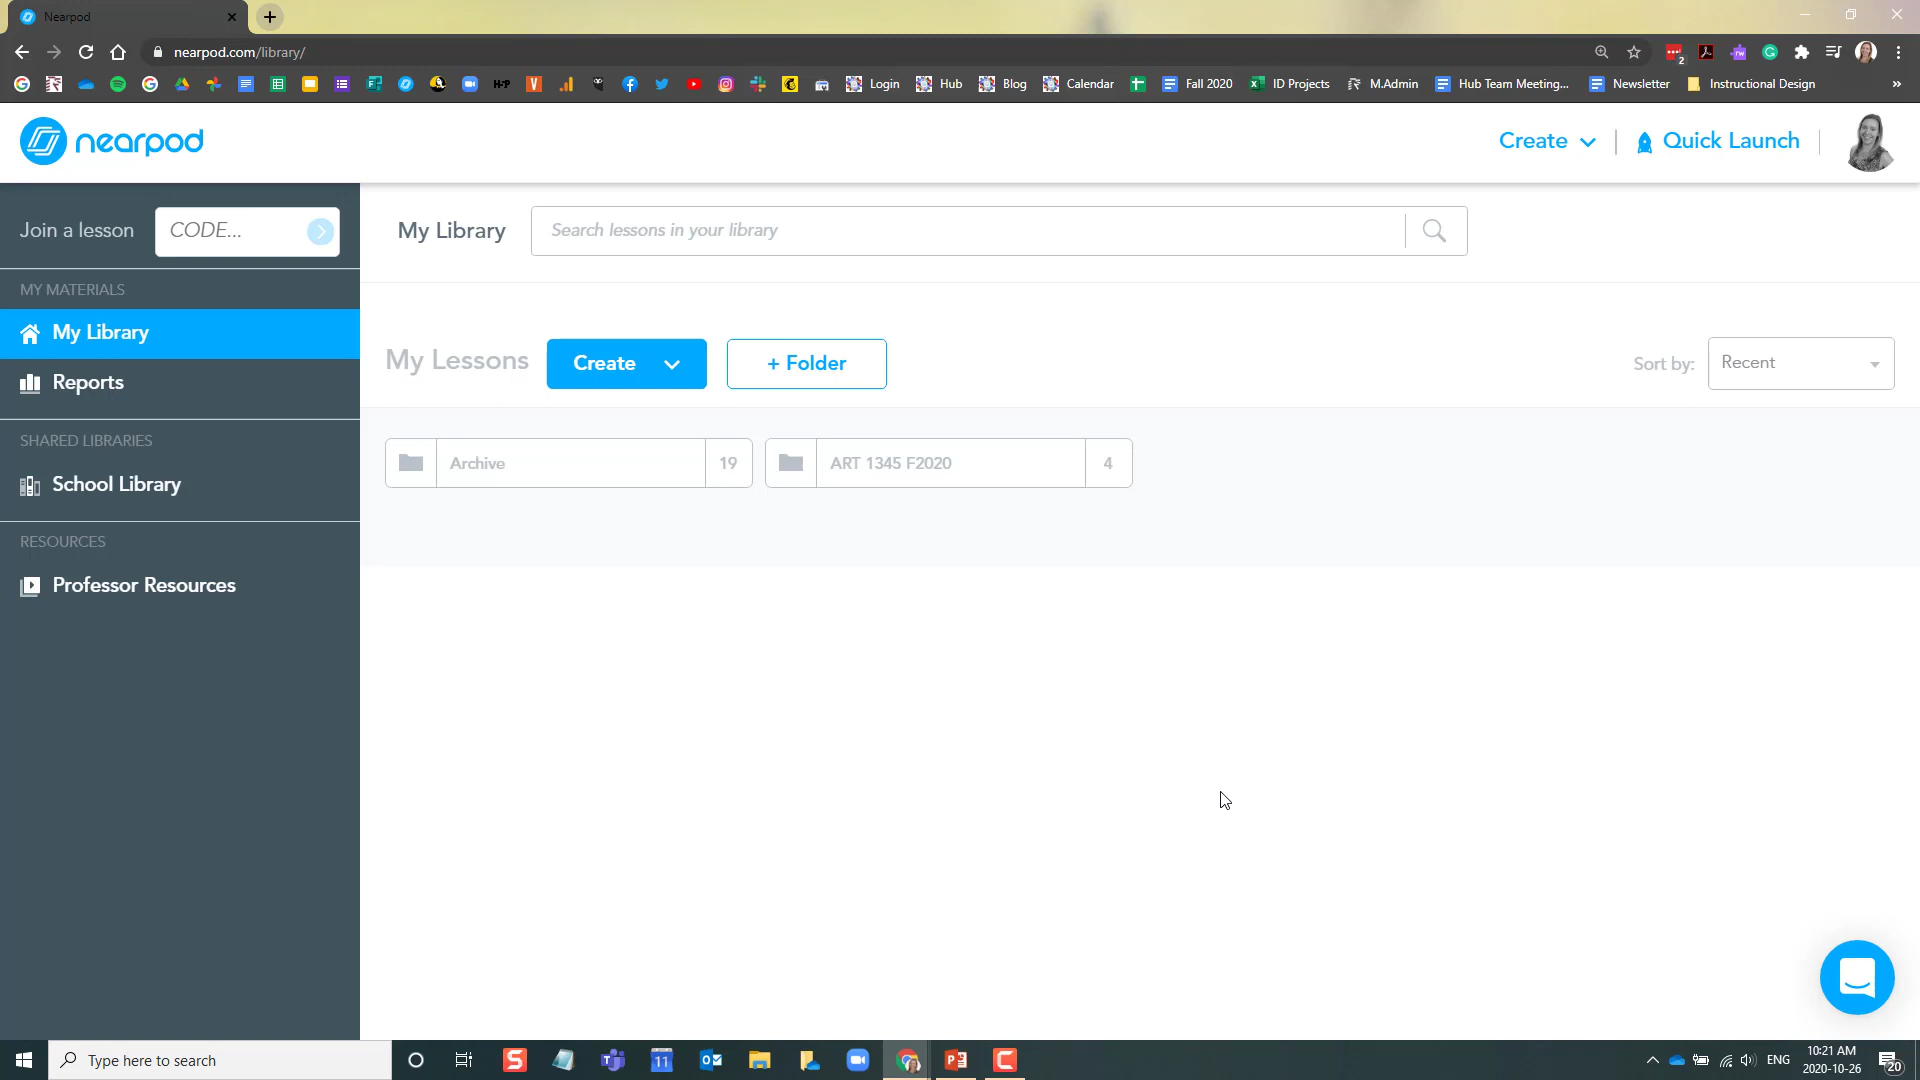 Nearpod
nearpod.com/library/
2
Login
Hub
Blog
Calendar
Fall 2020
ID Projects
M.Admin
Hub Team Meeting...
Newsletter
Instructional Design
»
nearpod
Create
Quick Launch
Join a lesson
CODE...
My Library
Search lessons in your library
MY MATERIALS
My Library
Reports
My Lessons
Create
+ Folder
Sort by:
Recent
Archive
19
ART 1345 F2020
4
SHARED LIBRARIES
School Library
RESOURCES
Professor Resources
Type here to search
11
ENG
10:21 AM
2020-10-26
20